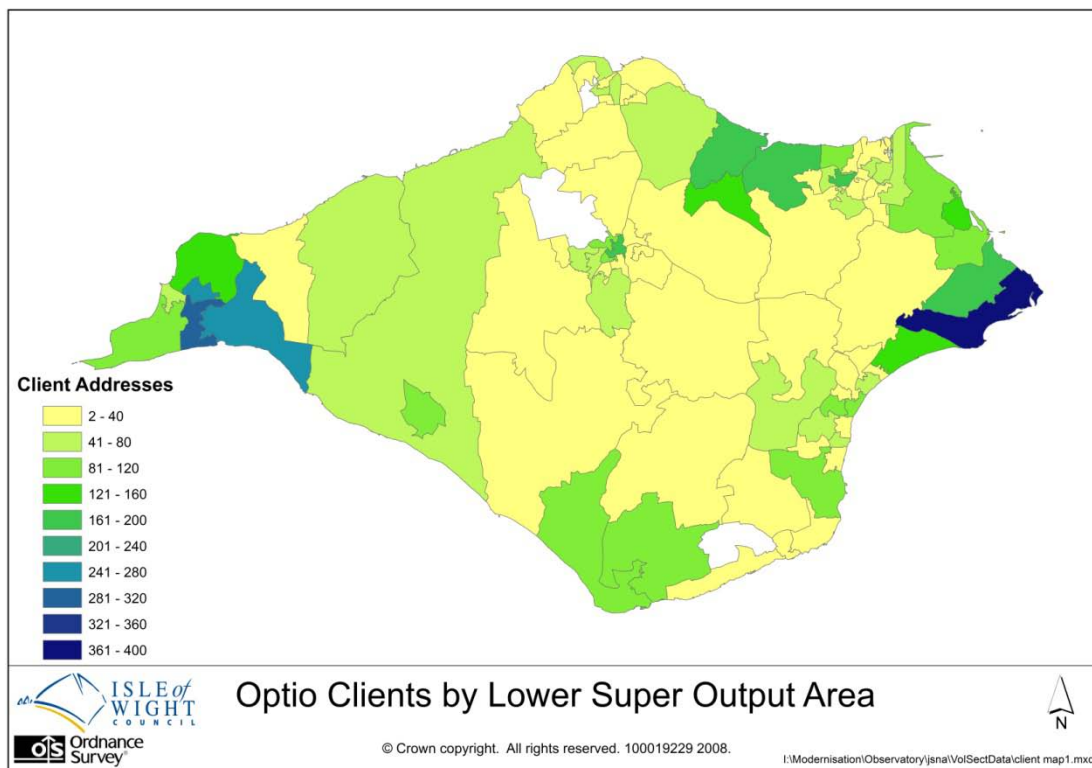 Client Addresses
2 - 40
41 - 80
81 - 120
121 - 160
161 - 200
201 - 240
241 - 280
281 - 320
321 - 360
361 - 400
ISLE of
WIGHT
COUNCIL
Optio Clients by Lower Super Output Area
N
OS Ordnance
Survey®
© Crown copyright. All rights reserved. 100019229 2008.
I:\Modernisation\Observatory\jsna\VolSectData\client map1.mxd